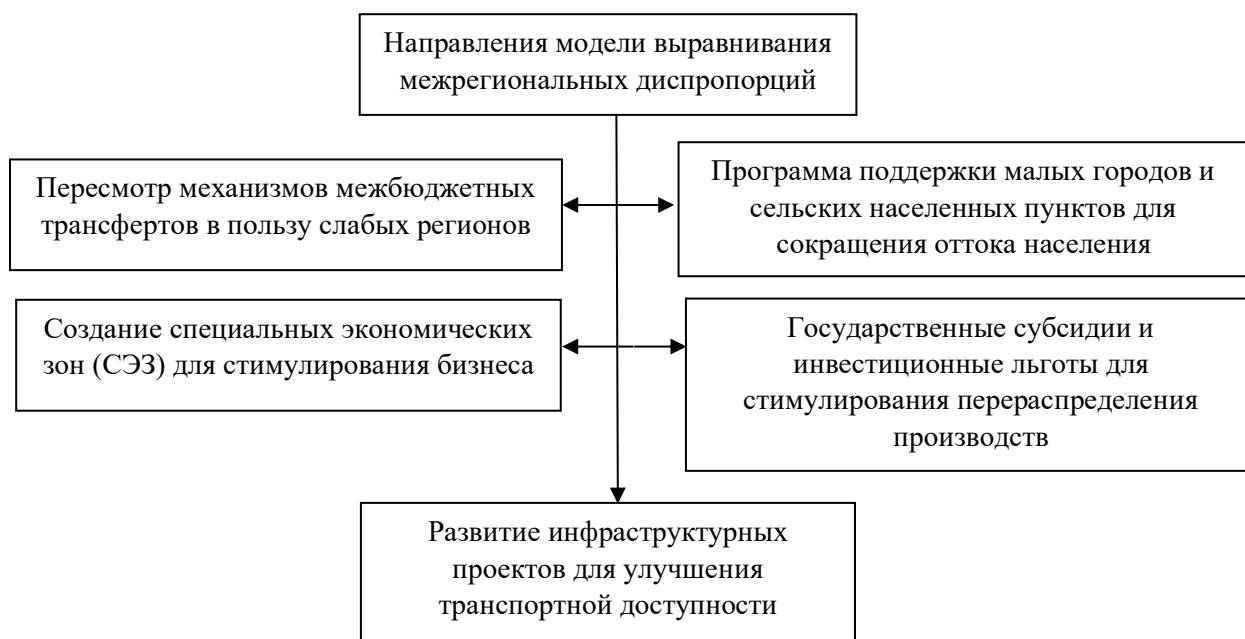 Направления модели выравнивания
межрегиональных диспропорций
Пересмотр механизмов межбюджетных
трансфертов в пользу слабых регионов
Программа поддержки малых городов и
сельских населенных пунктов для
сокращения оттока населения
Создание специальных экономических
зон (СЭЗ) для стимулирования бизнеса
Государственные субсидии и
инвестиционные льготы для
стимулирования перераспределения
производств
Развитие инфраструктурных
проектов для улучшения
транспортной доступности